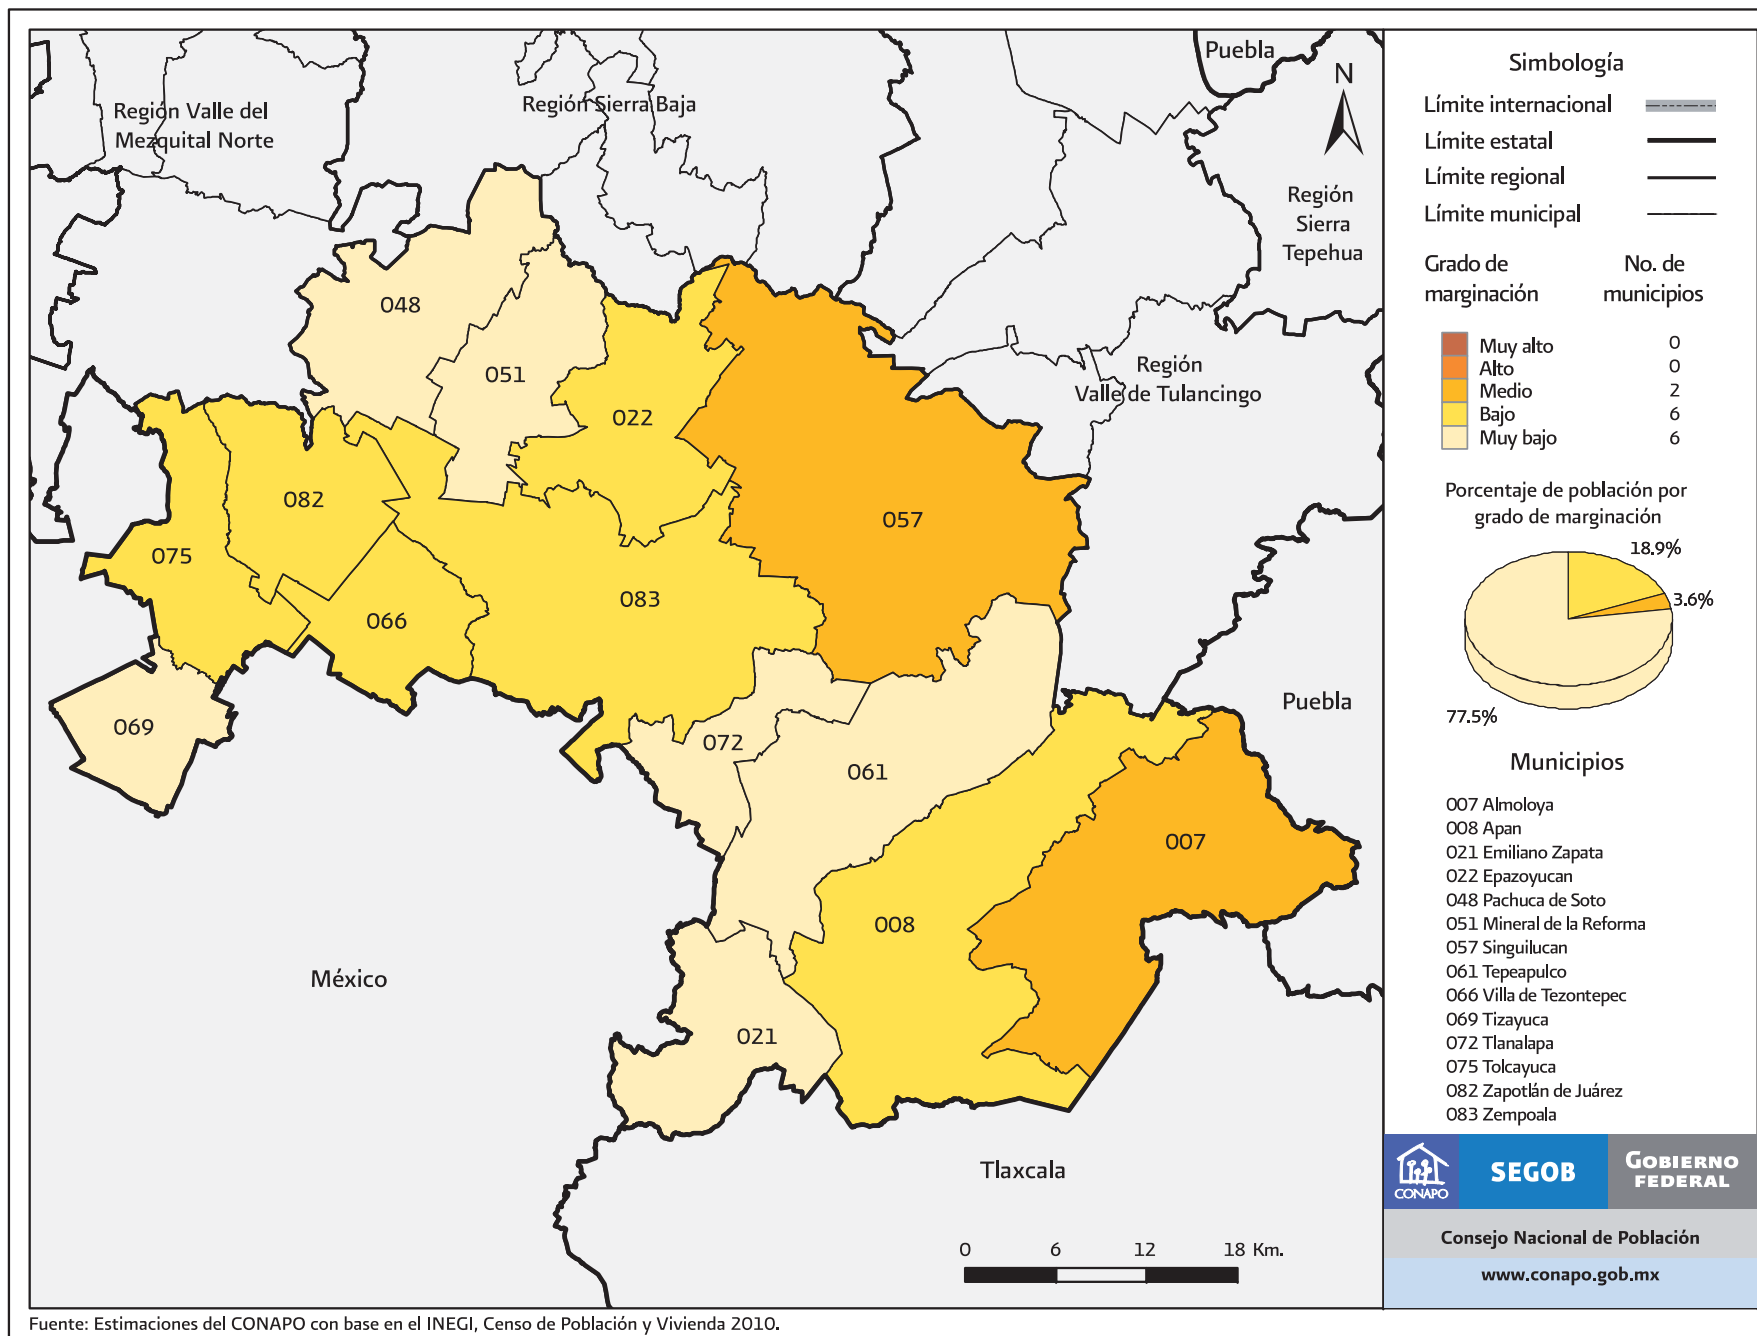 Puebla
N
Región Valle del
Mezquital Norte
Región Sierra Baja
Región
Sierra
Tepehua
048
051
022
Región
Valle de Tulancingo
082
075
057
066
083
069
072
061
Puebla
007
008
México
021
Tlaxcala
0 6 12 18 Km.
Simbología
Límite internacional
Límite estatal
Límite regional
Límite municipal
Grado de
marginación
No. de
municipios
Muy alto 0
Alto 0
Medio 2
Bajo 6
Muy bajo 6
Porcentaje de población por
grado de marginación
18.9%
3.6%
77.5%
Municipios
007 Almoloya
008 Apan
021 Emiliano Zapata
022 Epazoyucan
048 Pachuca de Soto
051 Mineral de la Reforma
057 Singuilucan
061 Tepeapulco
066 Villa de Tezontepec
069 Tizayuca
072 Tlanalapa
075 Tolcayuca
082 Zapotlán de Juárez
083 Zempoala
CONAPO
SEGOB
GOBIERNO
FEDERAL
Consejo Nacional de Población
www.conapo.gob.mx
Fuente: Estimaciones del CONAPO con base en el INEGI, Censo de Población y Vivienda 2010.